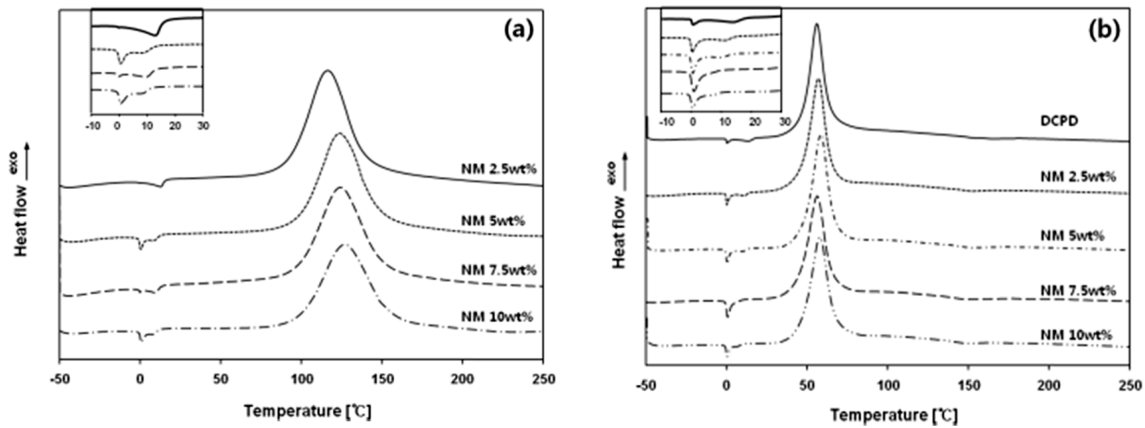 (a)
-10 0 10 20 30
NM 2.5wt%
NM 5wt%
NM 7.5wt%
NM 10wt%
Heat flow exo
-50 0 50 100 150 200 250
Temperature [℃]
(b)
-10 0 10 20 30
DCPD
NM 2.5wt%
NM 5wt%
NM 7.5wt%
NM 10wt%
Heat flow exo
-50 0 50 100 150 200 250
Temperature [℃]